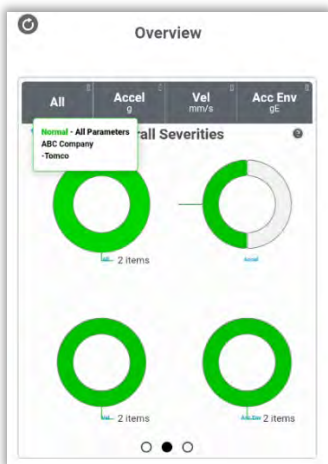 Overview
All
Accel
g
Vel
mm/s
Acc Env
gE
Normal - All Parameters
ABC Company
-Tomco
rall Severities
?
2 items
Accel
2 items
2 items